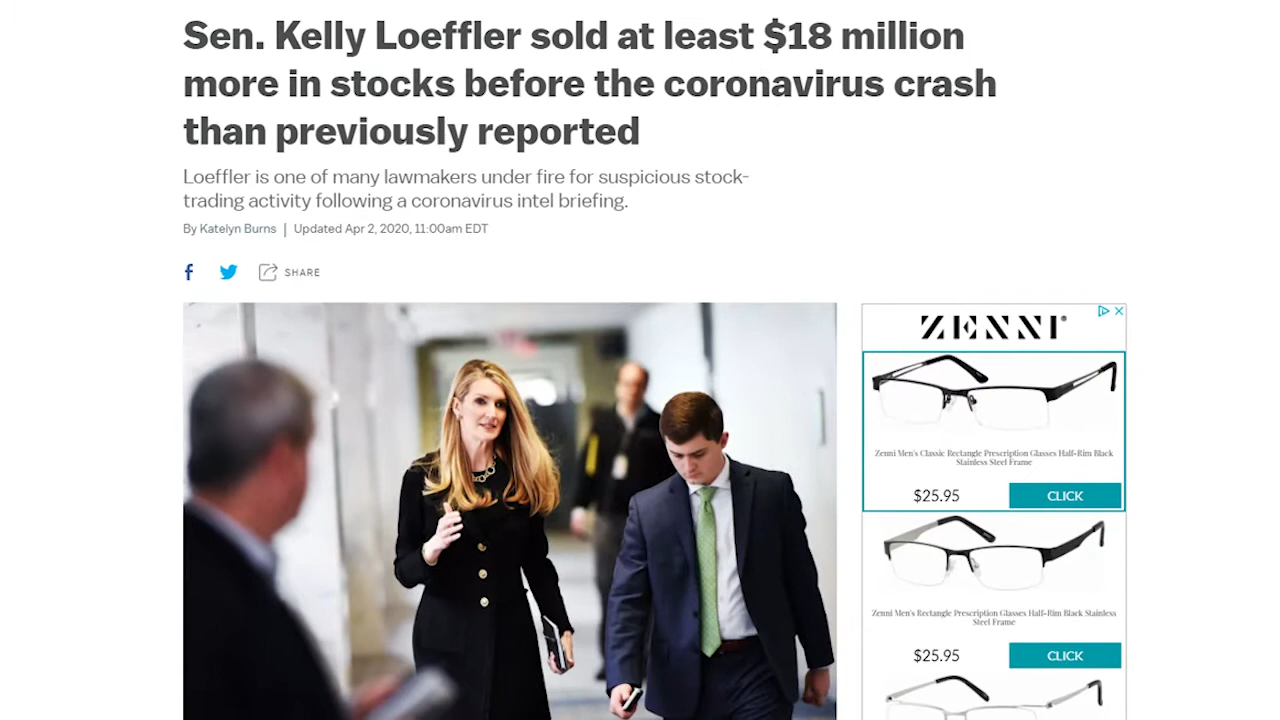 Sen. Kelly Loeffler sold at least $18 million
more in stocks before the coronavirus crash
than previously reported
Loeffler is one of many lawmakers under fire for suspicious stock-
trading activity following a coronavirus intel briefing.
By Katelyn Burns | Updated Apr 2, 2020, 11:00am EDT
SHARE
ZENNI®
Zenni Men's Classic Rectangle Prescription Glasses Half-Rim Black
Stainless Steel Frame
$25.95 CLICK
Zenni Men's Rectangle Prescription Glasses Half-Rim Black Stainless
Steel Frame
$25.95 CLICK